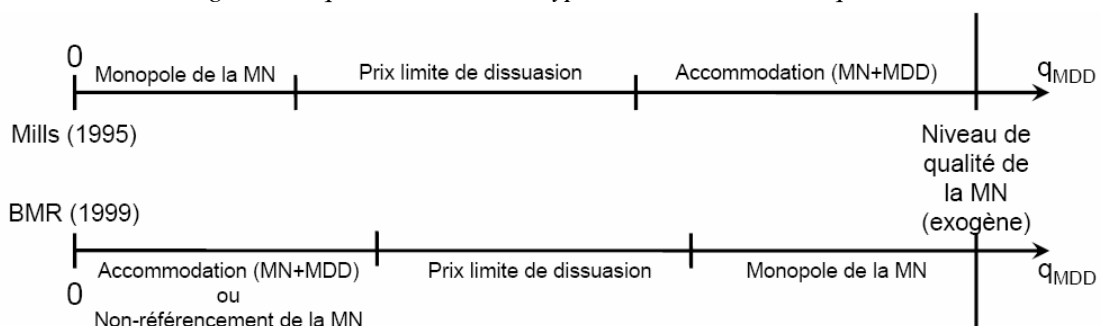 0
Monopole de la MN
Prix limite de dissuasion
Accommodation (MN+MDD)
qMDD
Mills (1995)
Niveau de
qualité de
la MN
(exogène)
BMR (1999)
0
Accommodation (MN+MDD)
ou
Non-référencement de la MN
Prix limite de dissuasion
Monopole de la MN
qMDD